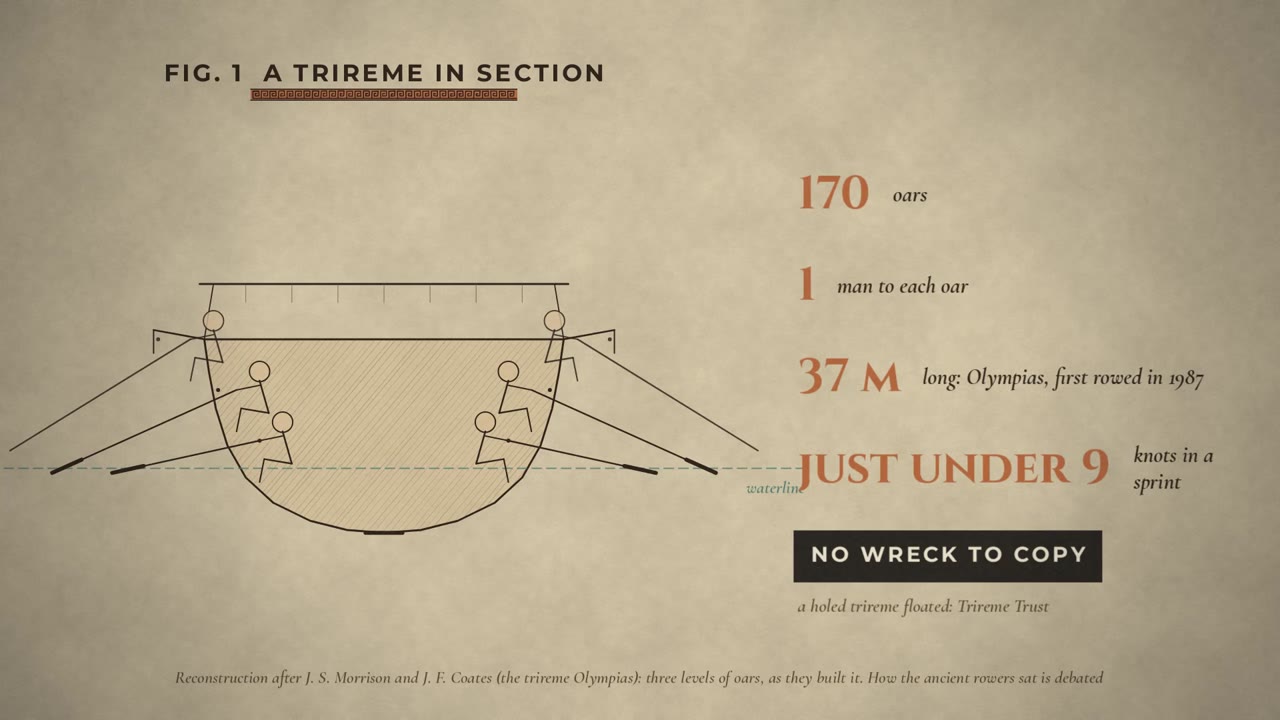 FIG. 1 A TRIREME IN SECTION
170 oars
1 man to each oar
37 M long: Olympias, first rowed in 1987
JUST UNDER 9 knots in a
sprint
waterline
NO WRECK TO COPY
a holed trireme floated: Trireme Trust
Reconstruction after J. S. Morrison and J. F. Coates (the trireme Olympias): three levels of oars, as they built it. How the ancient rowers sat is debated